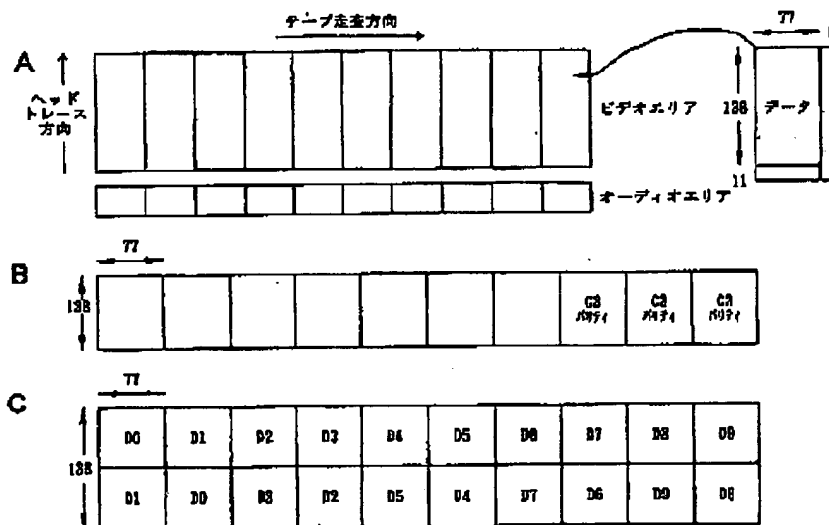 テープ走査方向
A
ヘッド
トレース
方向
ビデオエリア
オーディオエリア
77
138
データ
11
B
77
138
C3
パリティ
C3
パリティ
C3
パリティ
C
77
138
D0 D1 D2 D3 D4 D5 D6 D7 D8 D9
D1 D0 D3 D2 D5 D4 D7 D6 D9 D8